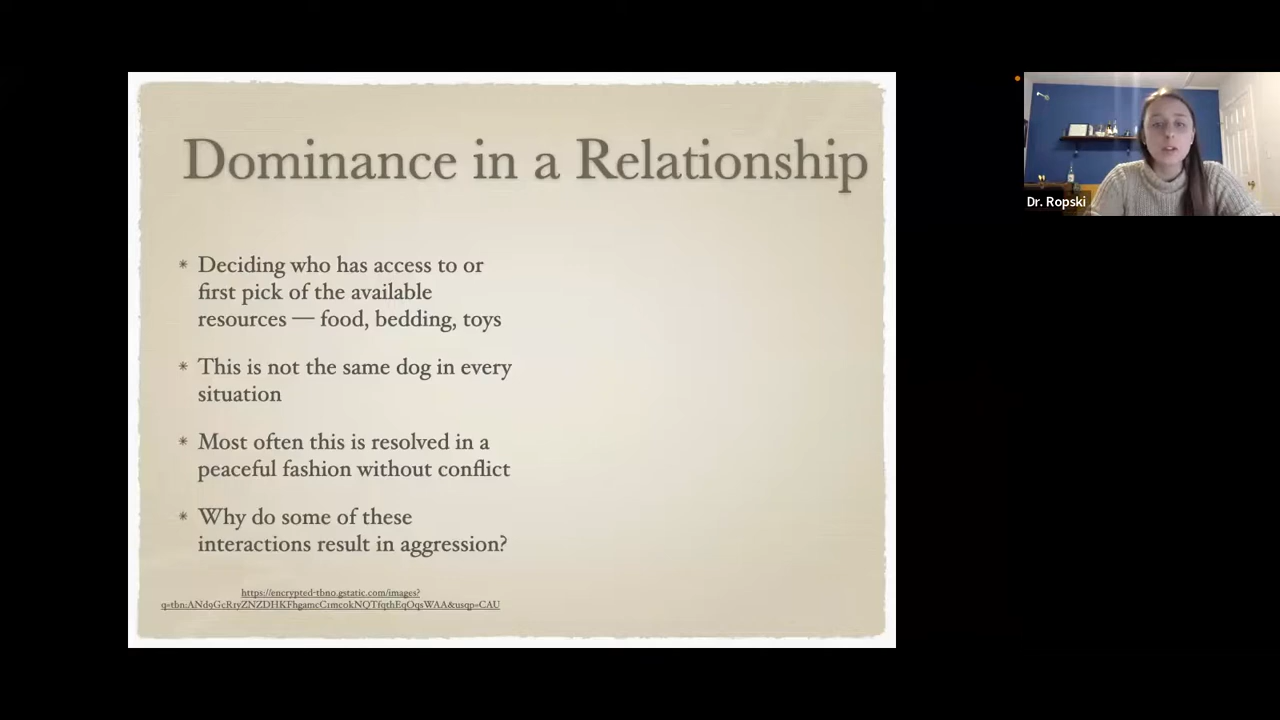 Dominance in a Relationship
* Deciding who has access to or
first pick of the available
resources — food, bedding, toys
* This is not the same dog in every
situation
* Most often this is resolved in a
peaceful fashion without conflict
* Why do some of these
interactions result in aggression?
https://encrypted-tbn0.gstatic.com/images?
Dr. Ropski